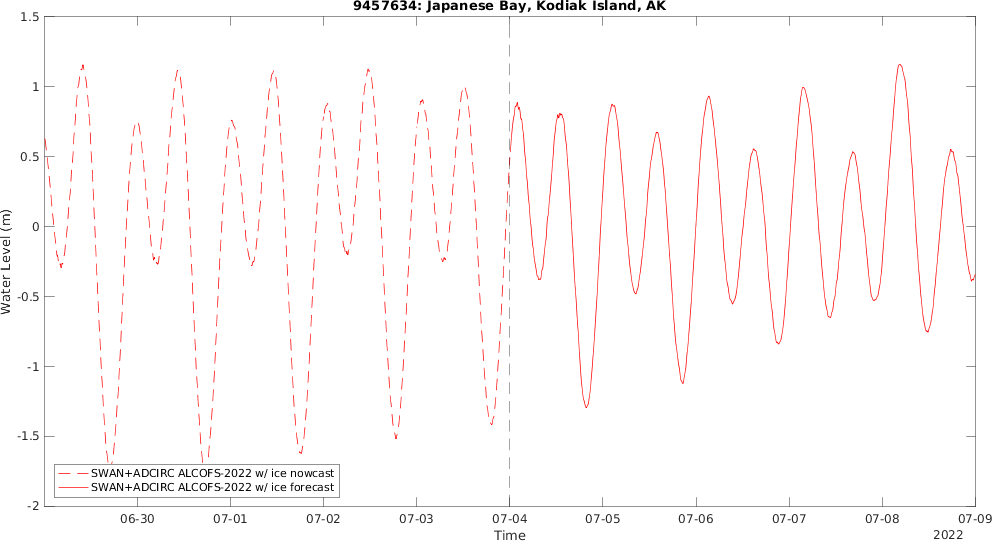 9457634: Japanese Bay, Kodiak Island, AK
1.5
1
0.5
0
-0.5
-1
-1.5
-2
Water Level (m)
SWAN+ADCIRC ALCOFS-2022 w/ ice nowcast
SWAN+ADCIRC ALCOFS-2022 w/ ice forecast
06-30 07-01 07-02 07-03 07-04 07-05 07-06 07-07 07-08 07-09
Time
2022